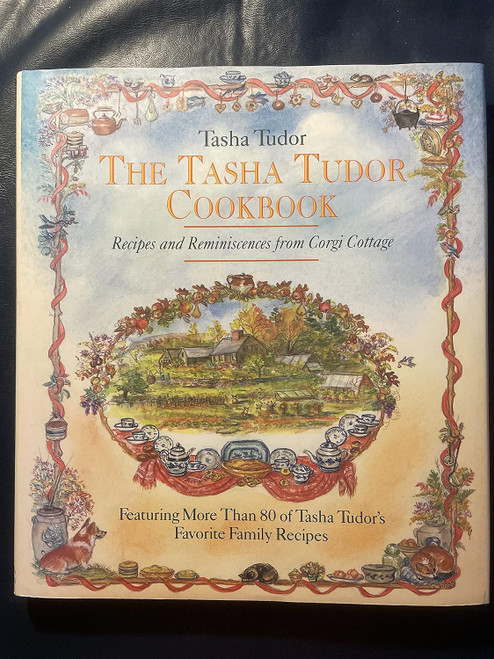 Tasha Tudor
THE TASHA TUDOR
COOKBOOK
Recipes and Reminiscences from Corgi Cottage
Featuring More Than 80 of Tasha Tudor's
Favorite Family Recipes